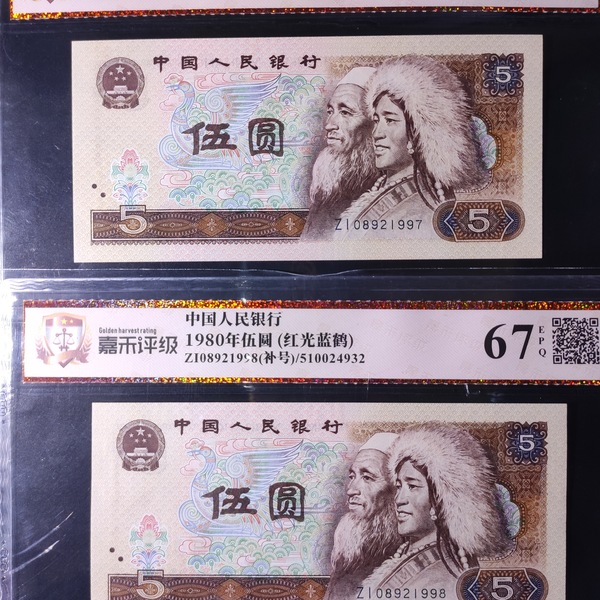 中国人民银行
5
伍圆
5
ZI08921997
5
Golden harvest rating
嘉禾评级
中国人民银行
1980年伍圆 (红光蓝鹤)
ZI08921998(补号)/510024932
67
EPQ
中国人民银行
5
伍圆
5
ZI08921998
5